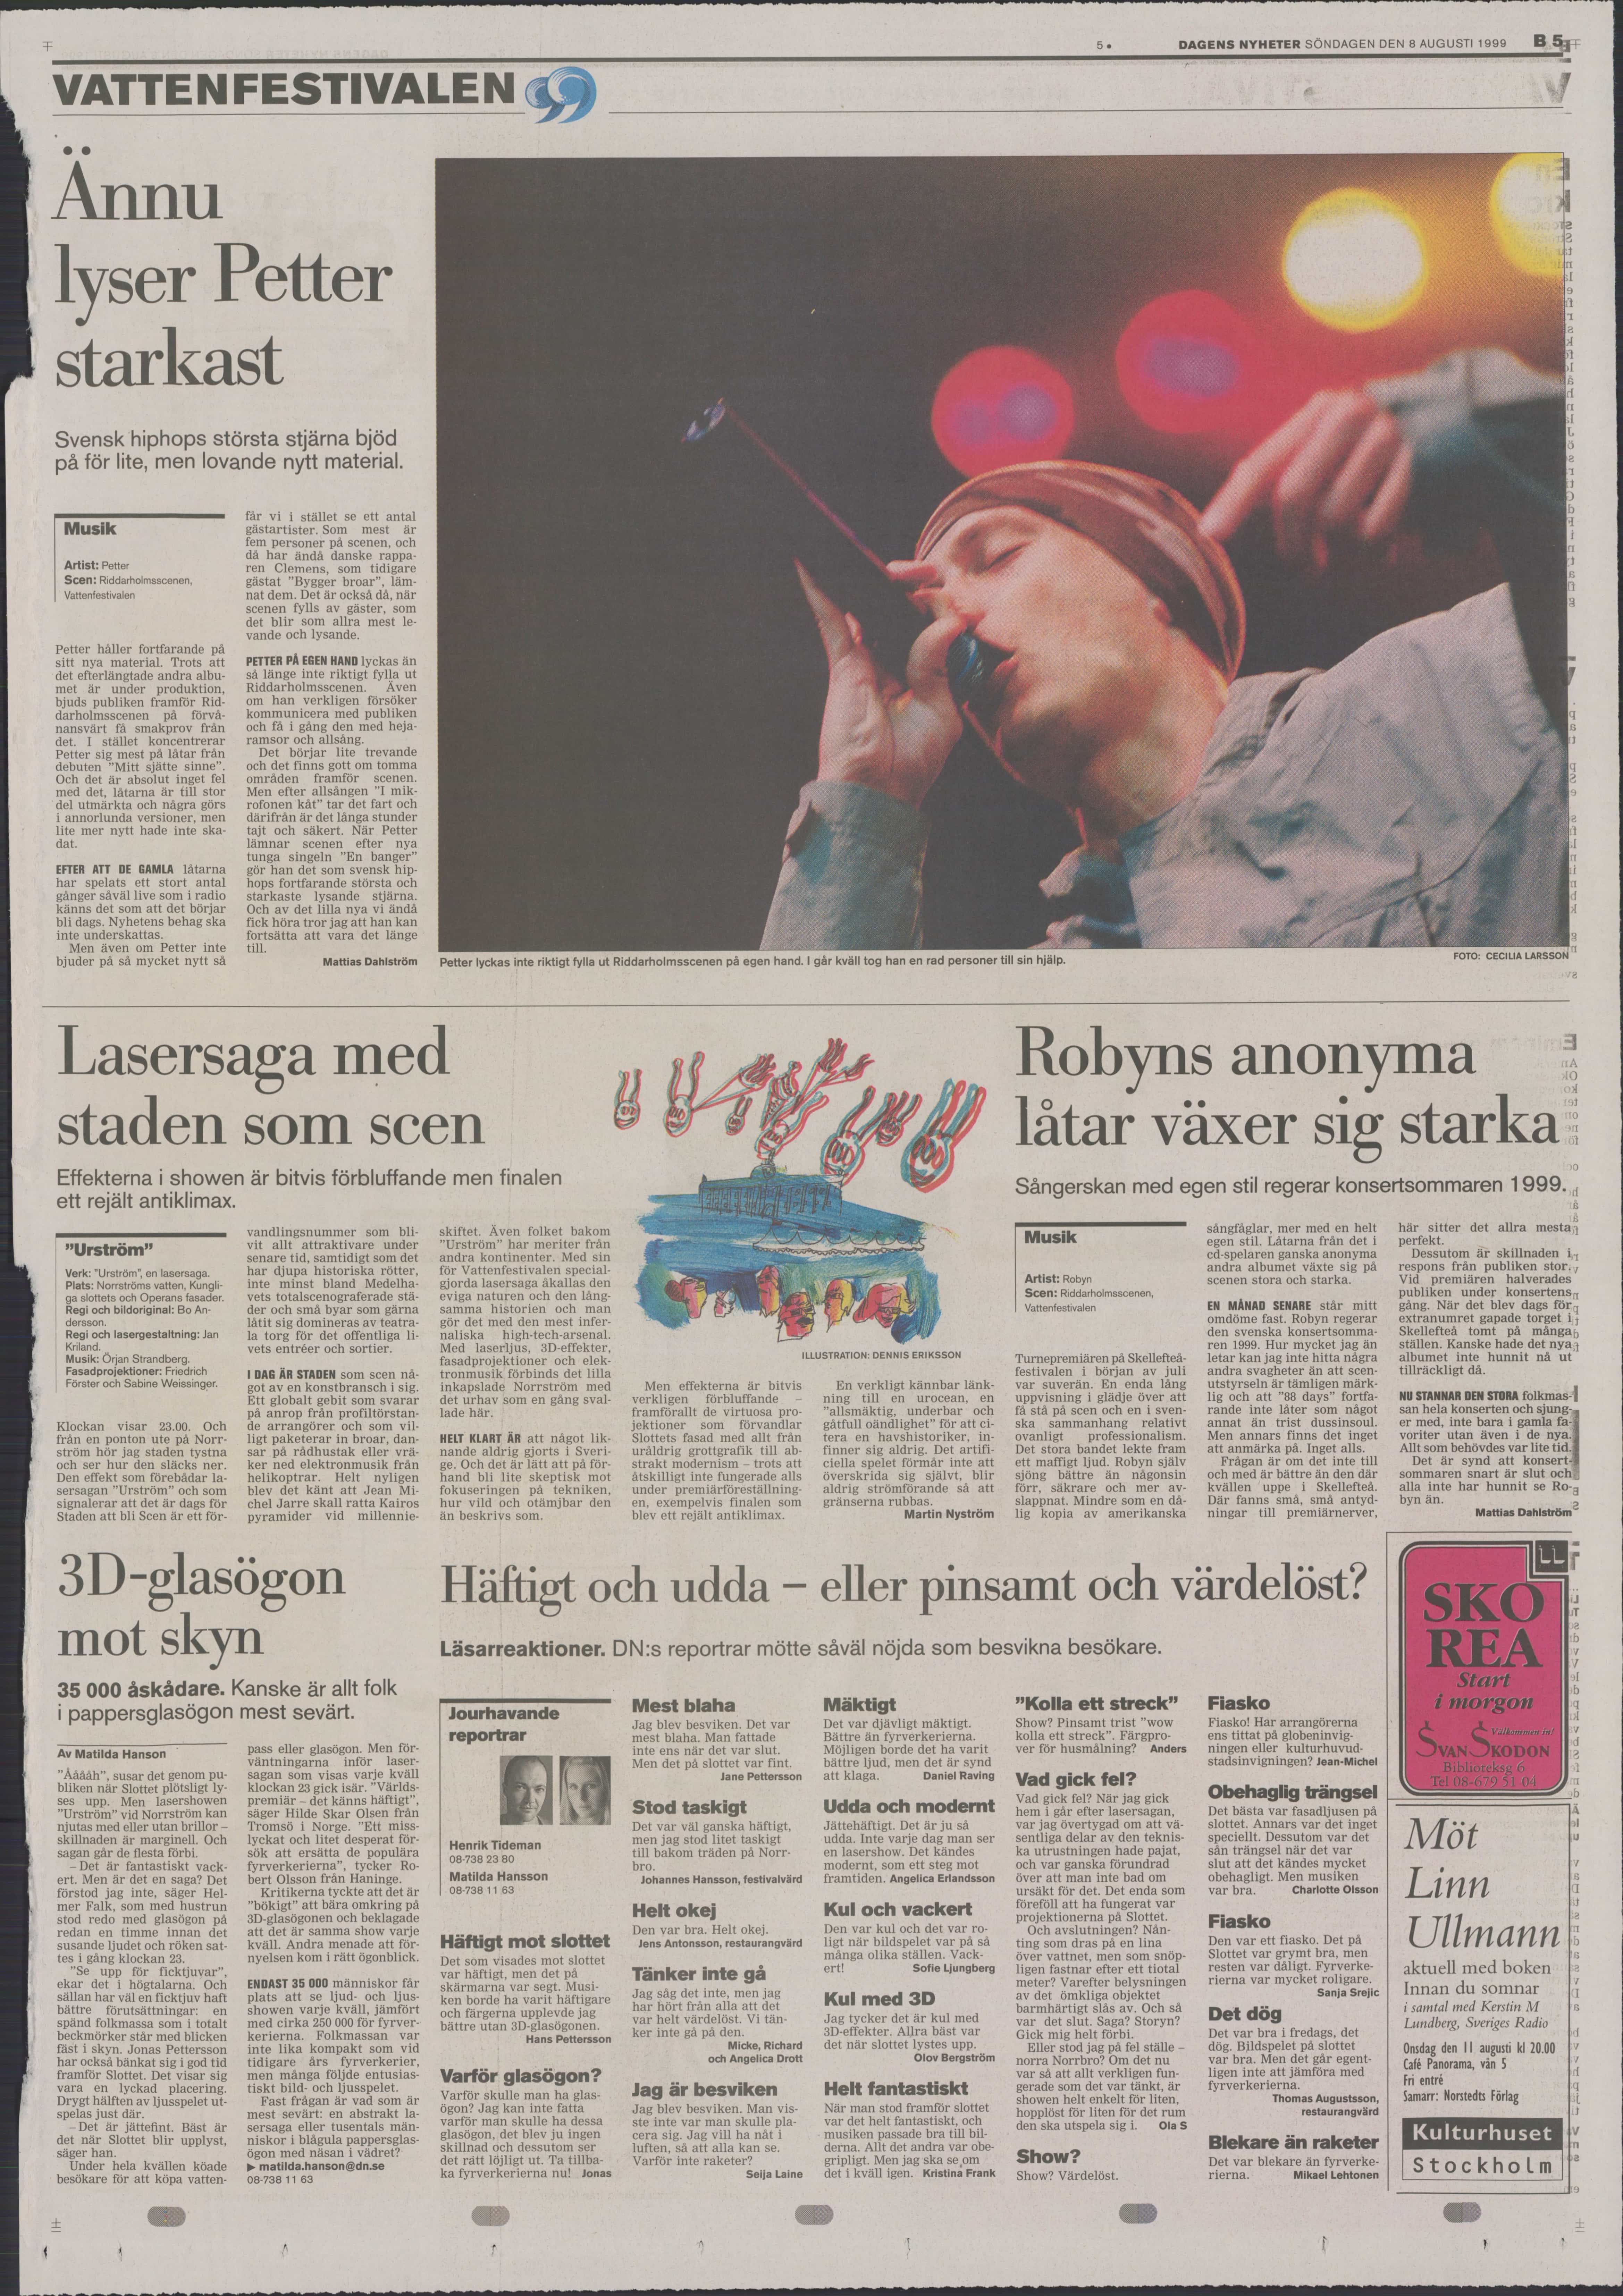 5 •
DAGENS NYHETER SÖNDAGEN DEN 8 AUGUSTI 1999
B 5
VATTENFESTIVALEN
Ännu
lyser Petter
starkast
Svensk hiphops största stjärna bjöd
på för lite, men lovande nytt material.
Musik
Artist: Petter
Scen: Riddarholmsscenen,
Vattenfestivalen
Petter håller fortfarande på
sitt nya material. Trots att
det efterlängtade andra albu-
met är under produktion,
bjuds publiken framför Rid-
darholmsscenen på förvå-
nansvärt få smakprov från
det. I stället koncentrerar
Petter sig mest på låtar från
debuten "Mitt sjätte sinne".
Och det är absolut inget fel
med det, låtarna är till stor
del utmärkta och några görs
i annorlunda versioner, men
lite mer nytt hade inte ska-
dat.
EFTER ATT DE GAMLA låtarna
har spelats ett stort antal
gånger såväl live som i radio
känns det som att det börjar
bli dags. Nyhetens behag ska
inte underskattas.
Men även om Petter inte
bjuder på så mycket nytt så
får vi i stället se ett antal
gästartister. Som mest är
fem personer på scenen, och
då har ändå danske rappa-
ren Clemens, som tidigare
gästat "Bygger broar", läm-
nat dem. Det är också då, när
scenen fylls av gäster, som
det blir som allra mest le-
vande och lysande.
PETTER PÅ EGEN HAND lyckas än
så länge inte riktigt fylla ut
Riddarholmsscenen. Även
om han verkligen försöker
kommunicera med publiken
och få i gång den med heja-
ramsor och allsång.
Det börjar lite trevande
och det finns gott om tomma
områden framför scenen.
Men efter allsången "I mik-
rofonen kåt" tar det fart och
därifrån är det långa stunder
tajt och säkert. När Petter
lämnar scenen efter nya
tunga singeln "En banger"
gör han det som svensk hip-
hops fortfarande största och
starkaste lysande stjärna.
Och av det lilla nya vi ändå
fick höra tror jag att han kan
fortsätta att vara det länge
till.
Mattias Dahlström
Petter lyckas inte riktigt fylla ut Riddarholmsscenen på egen hand. I går kväll tog han en rad personer till sin hjälp.
FOTO: CECILIA LARSSON
Lasersaga med
staden som scen
Effekterna i showen är bitvis förbluffande men finalen
ett rejält antiklimax.
"Urström"
Verk: "Urström", en lasersaga.
Plats: Norrströms vatten, Kungli-
ga slottets och Operans fasader.
Regi och bildoriginal: Bo An-
dersson.
Regi och lasergestaltning: Jan
Kriland.
Musik: Örjan Strandberg.
Fasadprojektioner: Friedrich
Förster och Sabine Weissinger.
Klockan visar 23.00. Och
från en ponton ute på Norr-
ström hör jag staden tystna
och ser hur den släcks ner.
Den effekt som förebådar la-
sersagan "Urström" och som
signalerar att det är dags för
Staden att bli Scen är ett för-
vandlingsnummer som bli-
vit allt attraktivare under
senare tid, samtidigt som det
har djupa historiska rötter,
inte minst bland Medelha-
vets totalscenograferade stä-
der och små byar som gärna
låtit sig domineras av teatra-
la torg för det offentliga li-
vets entréer och sortier.
I DAG ÄR STADEN som scen nå-
got av en konstbransch i sig.
Ett globalt gebit som svarar
på anrop från profiltörstan-
de arrangörer och som vil-
ligt paketerar in broar, dan-
sar på rådhustak eller vrä-
ker ned elektronmusik från
helikoptrar. Helt nyligen
blev det känt att Jean Mi-
chel Jarre skall ratta Kairos
pyramider vid millennie-
skiftet. Även folket bakom
"Urström" har meriter från
andra kontinenter. Med sin
för Vattenfestivalen special-
gjorda lasersaga åkallas den
eviga naturen och den lång-
samma historien och man
gör det med den mest infer-
naliska high-tech-arsenal.
Med laserljus, 3D-effekter,
fasadprojektioner och elek-
tronmusik förbinds det lilla
inkapslade Norrström med
det urhav som en gång sval-
lade här.
HELT KLART ÄR att något lik-
nande aldrig gjorts i Sveri-
ge. Och det är lätt att på för-
hand bli lite skeptisk mot
fokuseringen på tekniken,
hur vild och otämjbar den
än beskrivs som.
ILLUSTRATION: DENNIS ERIKSSON
Men effekterna är bitvis
verkligen förbluffande –
framförallt de virtuosa pro-
jektioner som förvandlar
Slottets fasad med allt från
uråldrig grottgrafik till ab-
strakt modernism – trots att
åtskilligt inte fungerade alls
under premiärföreställning-
en, exempelvis finalen som
blev ett rejält antiklimax.
En verkligt kännbar länk-
ning till en urocean, en
"allsmäktig, underbar och
gåtfull oändlighet" för att ci-
tera en havshistoriker, in-
finner sig aldrig. Det artifi-
ciella spelet förmår inte att
överskrida sig självt, blir
aldrig strömförande så att
gränserna rubbas.
Martin Nyström
Robyns anonyma
låtar växer sig starka
Sångerskan med egen stil regerar konsertsommaren 1999.
Musik
Artist: Robyn
Scen: Riddarholmsscenen,
Vattenfestivalen
Turnepremiären på Skellefteå-
festivalen i början av juli
var suverän. En enda lång
uppvisning i glädje över att
få stå på scen och en i sven-
ska sammanhang relativt
ovanligt professionalism.
Det stora bandet lekte fram
ett maffigt ljud. Robyn själv
sjöng bättre än någonsin
förr, säkrare och mer av-
slappnat. Mindre som en då-
lig kopia av amerikanska
sångfåglar, mer med en helt
egen stil. Låtarna från det i
cd-spelaren ganska anonyma
andra albumet växte sig på
scenen stora och starka.
EN MÅNAD SENARE står mitt
omdöme fast. Robyn regerar
den svenska konsertsomma-
ren 1999. Hur mycket jag än
letar kan jag inte hitta några
andra svagheter än att scen-
utstyrseln är tämligen märk-
lig och att "88 days" fortfa-
rande inte låter som något
annat än trist dussinsoul.
Men annars finns det inget
att anmärka på. Inget alls.
Frågan är om det inte till
och med är bättre än den där
kvällen uppe i Skellefteå.
Där fanns små, små antyd-
ningar till premiärnerver,
här sitter det allra mesta
perfekt.
Dessutom är skillnaden i
respons från publiken stor.
Vid premiären halverades
publiken under konsertens
gång. När det blev dags för
extranumret gapade torget i
Skellefteå tomt på många
ställen. Kanske hade det nya
albumet inte hunnit nå ut
tillräckligt då.
NU STANNAR DEN STORA folkmas-
san hela konserten och sjung-
er med, inte bara i gamla fa-
voriter utan även i de nya.
Allt som behövdes var lite tid.
Det är synd att konsert-
sommaren snart är slut och
alla inte har hunnit se Ro-
byn än.
Mattias Dahlström
3D-glasögon
mot skyn
35 000 åskådare. Kanske är allt folk
i pappersglasögon mest sevärt.
Av Matilda Hanson
"Ååååh", susar det genom pu-
bliken när Slottet plötsligt ly-
ses upp. Men lasershowen
"Urström" vid Norrström kan
njutas med eller utan brillor –
skillnaden är marginell. Och
sagan går de flesta förbi.
– Det är fantastiskt vack-
ert. Men är det en saga? Det
förstod jag inte, säger Hel-
mer Falk, som med hustrun
stod redo med glasögon på
redan en timme innan det
susande ljudet och röken sat-
tes i gång klockan 23.
"Se upp för ficktjuvar",
ekar det i högtalarna. Och
sällan har väl en ficktjuv haft
bättre förutsättningar: en
spänd folkmassa som i totalt
beckmörker står med blicken
fäst i skyn. Jonas Pettersson
har också bänkat sig i god tid
framför Slottet. Det visar sig
vara en lyckad placering.
Drygt hälften av ljusspelet ut-
spelas just där.
– Det är jättefint. Bäst är
det när Slottet blir upplyst,
säger han.
Under hela kvällen köade
besökare för att köpa vatten-
pass eller glasögon. Men för-
väntningarna inför laser-
sagan som visas varje kväll
klockan 23 gick isär. "Världs-
premiär – det känns häftigt",
säger Hilde Skar Olsen från
Tromsö i Norge. "Ett miss-
lyckat och litet desperat för-
sök att ersätta de populära
fyrverkerierna", tycker Ro-
bert Olsson från Haninge.
Kritikerna tyckte att det är
"bökigt" att bära omkring på
3D-glasögonen och beklagade
att det är samma show varje
kväll. Andra menade att för-
nyelsen kom i rätt ögonblick.
ENDAST 35 000 människor får
plats att se ljud- och ljus-
showen varje kväll, jämfört
med cirka 250 000 för fyrver-
kerierna. Folkmassan var
inte lika kompakt som vid
tidigare års fyrverkerier,
men många följde entusias-
tiskt bild- och ljusspelet.
Fast frågan är vad som är
mest sevärt: en abstrakt la-
sersaga eller tusentals män-
niskor i blågula pappersglas-
ögon med näsan i vädret?
▶ matilda.hanson@dn.se
08-738 11 63
Häftigt och udda – eller pinsamt och värdelöst?
Läsarreaktioner. DN:s reportrar mötte såväl nöjda som besvikna besökare.
Jourhavande
reportrar
Henrik Tideman
08-738 23 80
Matilda Hansson
08-738 11 63
Häftigt mot slottet
Det som visades mot slottet
var häftigt, men det på
skärmarna var segt. Musi-
ken borde ha varit häftigare
och färgerna upplevde jag
bättre utan 3D-glasögonen.
Hans Pettersson
Varför glasögon?
Varför skulle man ha glas-
ögon? Jag kan inte fatta
varför man skulle ha dessa
glasögon, det blev ju ingen
skillnad och dessutom ser
det rätt löjligt ut. Ta tillba-
ka fyrverkerierna nu! Jonas
Mest blaha
Jag blev besviken. Det var
mest blaha. Man fattade
inte ens när det var slut.
Men det på slottet var fint.
Jane Pettersson
Stod taskigt
Det var väl ganska häftigt,
men jag stod litet taskigt
till bakom träden på Norr-
bro.
Johannes Hansson, festivalvärd
Helt okej
Den var bra. Helt okej.
Jens Antonsson, restaurangvärd
Tänker inte gå
Jag såg det inte, men jag
har hört från alla att det
var helt värdelöst. Vi tän-
ker inte gå på den.
Micke, Richard
och Angelica Drott
Jag är besviken
Jag blev besviken. Man vis-
ste inte var man skulle pla-
cera sig. Jag vill ha nåt i
luften, så att alla kan se.
Varför inte raketer?
Seija Laine
Mäktigt
Det var djävligt mäktigt.
Bättre än fyrverkerierna.
Möjligen borde det ha varit
bättre ljud, men det är synd
att klaga. Daniel Raving
Udda och modernt
Jättehäftigt. Det är ju så
udda. Inte varje dag man ser
en lasershow. Det kändes
modernt, som ett steg mot
framtiden. Angelica Erlandsson
Kul och vackert
Den var kul och det var ro-
ligt när bildspelet var på så
många olika ställen. Vack-
ert! Sofie Ljungberg
Kul med 3D
Jag tycker det är kul med
3D-effekter. Allra bäst var
det när slottet lystes upp.
Olov Bergström
Helt fantastiskt
När man stod framför slottet
var det helt fantastiskt, och
musiken passade bra till bil-
derna. Allt det andra var obe-
gripligt. Men jag ska se om
det i kväll igen. Kristina Frank
"Kolla ett streck"
Show? Pinsamt trist "wow
kolla ett streck". Färgpro-
ver för husmålning? Anders
Vad gick fel?
Vad gick fel? När jag gick
hem i går efter lasersagan,
var jag övertygad om att vä-
sentliga delar av den teknis-
ka utrustningen hade pajat,
och var ganska förundrad
över att man inte bad om
ursäkt för det. Det enda som
föreföll att ha fungerat var
projektionerna på Slottet.
Och avslutningen? Nån-
ting som dras på en lina
över vattnet, men som snöp-
ligen fastnar efter ett tiotal
meter? Varefter belysningen
av det ömkliga objektet
barmhärtigt slås av. Och så
var det slut. Saga? Storyn?
Gick mig helt förbi.
Eller stod jag på fel ställe –
norra Norrbro? Om det nu
var så att allt verkligen fun-
gerade som det var tänkt, är
showen helt enkelt för liten,
hopplöst för liten för det rum
den ska utspela sig i. Ola S
Show?
Show? Värdelöst.
Fiasko
Fiasko! Har arrangörerna
ens tittat på globeninvig-
ningen eller kulturhuvud-
stadsinvigningen? Jean-Michel
Obehaglig trängsel
Det bästa var fasadljusen på
slottet. Annars var det inget
speciellt. Dessutom var det
sån trängsel när det var
slut att det kändes mycket
obehagligt. Men musiken
var bra. Charlotte Olsson
Fiasko
Den var ett fiasko. Det på
Slottet var grymt bra, men
resten var dåligt. Fyrverke-
rierna var mycket roligare.
Sanja Srejic
Det dög
Det var bra i fredags, det
dög. Bildspelet på slottet
var bra. Men det går egent-
ligen inte att jämföra med
fyrverkerierna.
Thomas Augustsson,
restaurangvärd
Blekare än raketer
Det var blekare än fyrverke-
rierna. Mikael Lehtonen
SKO
REA
Start
i morgon
Välkommen in!
SVAN SKODON
Biblioteksg 6
Tel 08-679 51 04
Möt
Linn
Ullmann
aktuell med boken
Innan du somnar
i samtal med Kerstin M
Lundberg, Sveriges Radio
Onsdag den 11 augusti kl 20.00
Café Panorama, vån 5
Fri entré
Samarr: Norstedts Förlag
Kulturhuset
Stockholm